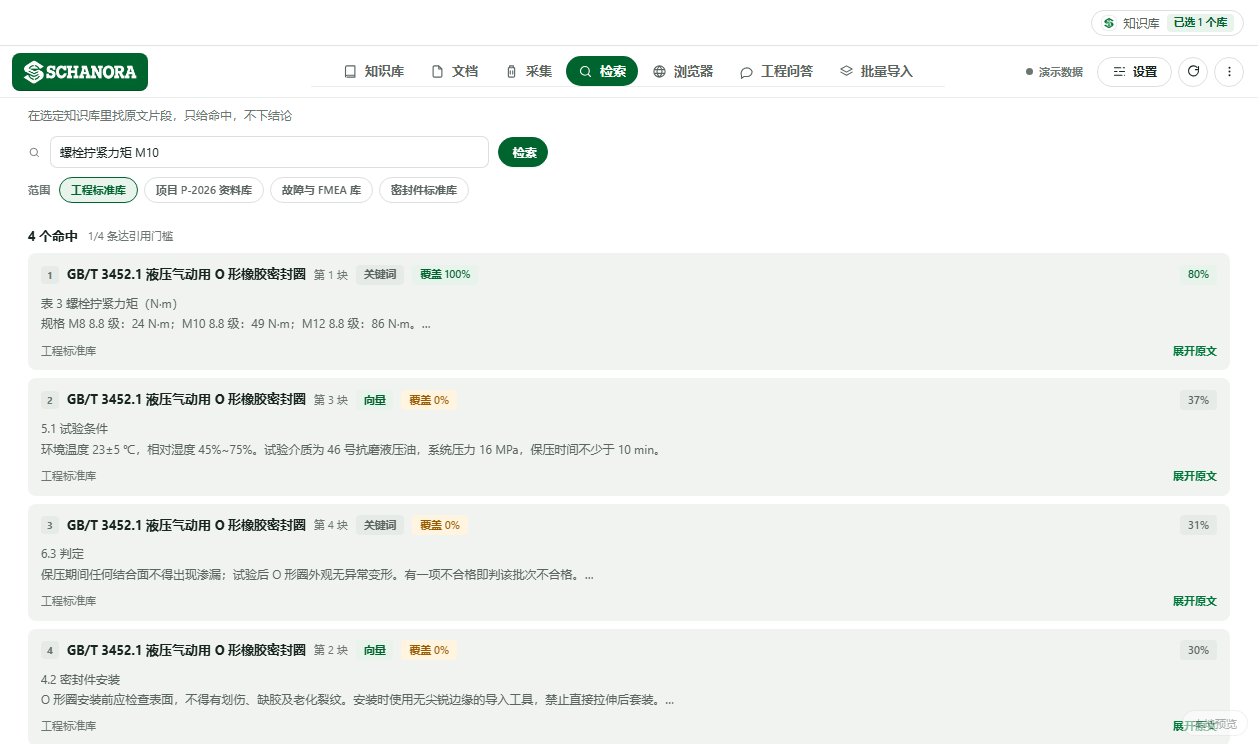 知识库 已选 1 个库
SCHANORA 知识库 文档 采集 检索 浏览器 工程问答 批量导入 演示数据 设置
在选定知识库里找原文片段，只给命中，不下结论
螺栓拧紧力矩 M10 检索
范围 工程标准库 项目 P-2026 资料库 故障与 FMEA 库 密封件标准库
4 个命中 1/4 条达引用门槛
1 GB/T 3452.1 液压气动用 O 形橡胶密封圈 第 1 块 关键词 覆盖 100% 80%
表 3 螺栓拧紧力矩（N·m）
规格 M8 8.8 级：24 N·m；M10 8.8 级：49 N·m；M12 8.8 级：86 N·m。...
工程标准库 展开原文
2 GB/T 3452.1 液压气动用 O 形橡胶密封圈 第 3 块 向量 覆盖 0% 37%
5.1 试验条件
环境温度 23±5 ℃，相对湿度 45%~75%。试验介质为 46 号抗磨液压油，系统压力 16 MPa，保压时间不少于 10 min。
工程标准库 展开原文
3 GB/T 3452.1 液压气动用 O 形橡胶密封圈 第 4 块 关键词 覆盖 0% 31%
6.3 判定
保压期间任何结合面不得出现渗漏；试验后 O 形圈外观无异常变形。有一项不合格即判该批次不合格。...
工程标准库 展开原文
4 GB/T 3452.1 液压气动用 O 形橡胶密封圈 第 2 块 向量 覆盖 0% 30%
4.2 密封件安装
O 形圈安装前应检查表面，不得有划伤、缺胶及老化裂纹。安装时使用无尖锐边缘的导入工具，禁止直接拉伸后套装。...
工程标准库 展开原文